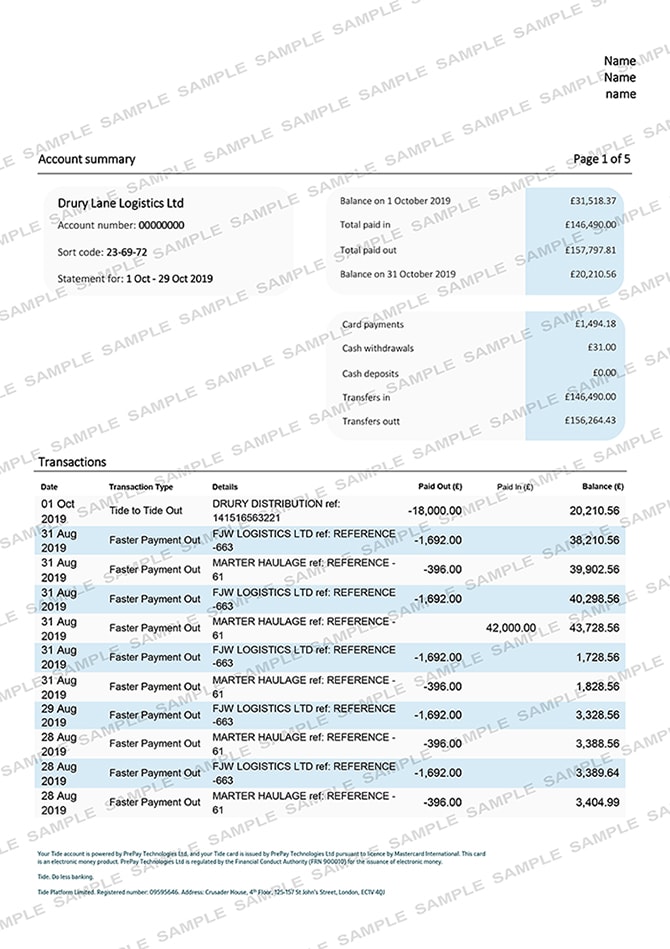 Name
Name
name
Account summary Page 1 of 5
Drury Lane Logistics Ltd
Account number: 00000000
Sort code: 23-69-72
Statement for: 1 Oct - 29 Oct 2019
Balance on 1 October 2019 £31,518.37
Total paid in £146,490.00
Total paid out £157,797.81
Balance on 31 October 2019 £20,210.56
Card payments £1,494.18
Cash withdrawals £31.00
Cash deposits £0.00
Transfers in £146,490.00
Transfers outt £156,264.43
Transactions
Date Transaction Type Details Paid Out (£) Paid In (£) Balance (£)
01 Oct 2019 Tide to Tide Out DRURY DISTRIBUTION ref: 141516563221 -18,000.00 20,210.56
31 Aug 2019 Faster Payment Out FJW LOGISTICS LTD ref: REFERENCE -663 -1,692.00 38,210.56
31 Aug 2019 Faster Payment Out MARTER HAULAGE ref: REFERENCE - 61 -396.00 39,902.56
31 Aug 2019 Faster Payment Out FJW LOGISTICS LTD ref: REFERENCE -663 -1,692.00 40,298.56
31 Aug 2019 Faster Payment Out MARTER HAULAGE ref: REFERENCE - 61 42,000.00 43,728.56
31 Aug 2019 Faster Payment Out FJW LOGISTICS LTD ref: REFERENCE -663 -1,692.00 1,728.56
31 Aug 2019 Faster Payment Out MARTER HAULAGE ref: REFERENCE - 61 -396.00 1,828.56
29 Aug 2019 Faster Payment Out FJW LOGISTICS LTD ref: REFERENCE -663 -1,692.00 3,328.56
28 Aug 2019 Faster Payment Out MARTER HAULAGE ref: REFERENCE - 61 -396.00 3,388.56
28 Aug 2019 Faster Payment Out FJW LOGISTICS LTD ref: REFERENCE -663 -1,692.00 3,389.64
28 Aug 2019 Faster Payment Out MARTER HAULAGE ref: REFERENCE - 61 -396.00 3,404.99
Your Tide account is powered by PrePay Technologies Ltd, and your Tide card is issued by PrePay Technologies Ltd pursuant to licence by Mastercard International. This card
is an electronic money product. PrePay Technologies Ltd is regulated by the Financial Conduct Authority (FRN 900010) for the issuance of electronic money.
Tide. Do less banking.
Tide Platform Limited. Registered number: 09595646. Address: Crusader House, 4th Floor, 125-157 St John's Street, London, EC1V 4QJ
SAMPLE